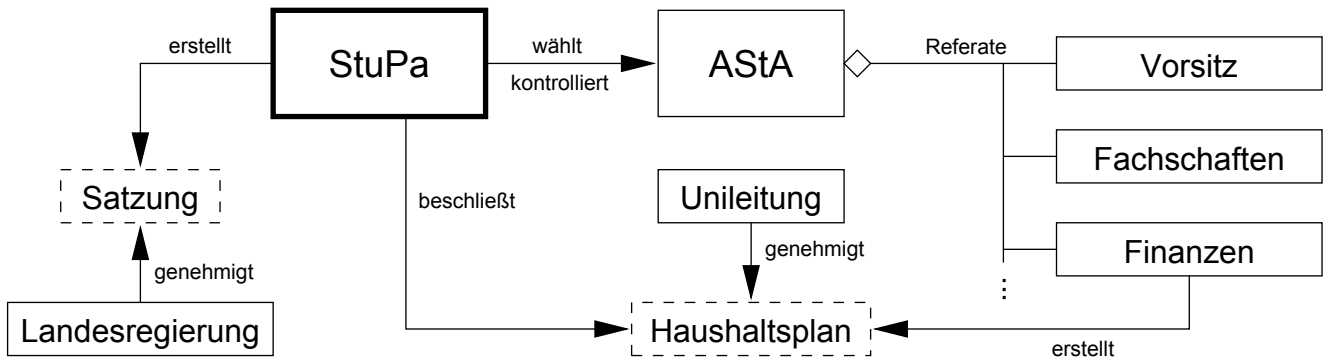 erstellt
StuPa
wählt
kontrolliert
AStA
Referate
Vorsitz
Fachschaften
Satzung
beschließt
Unileitung
Finanzen
genehmigt
genehmigt
...
Landesregierung
Haushaltsplan
erstellt